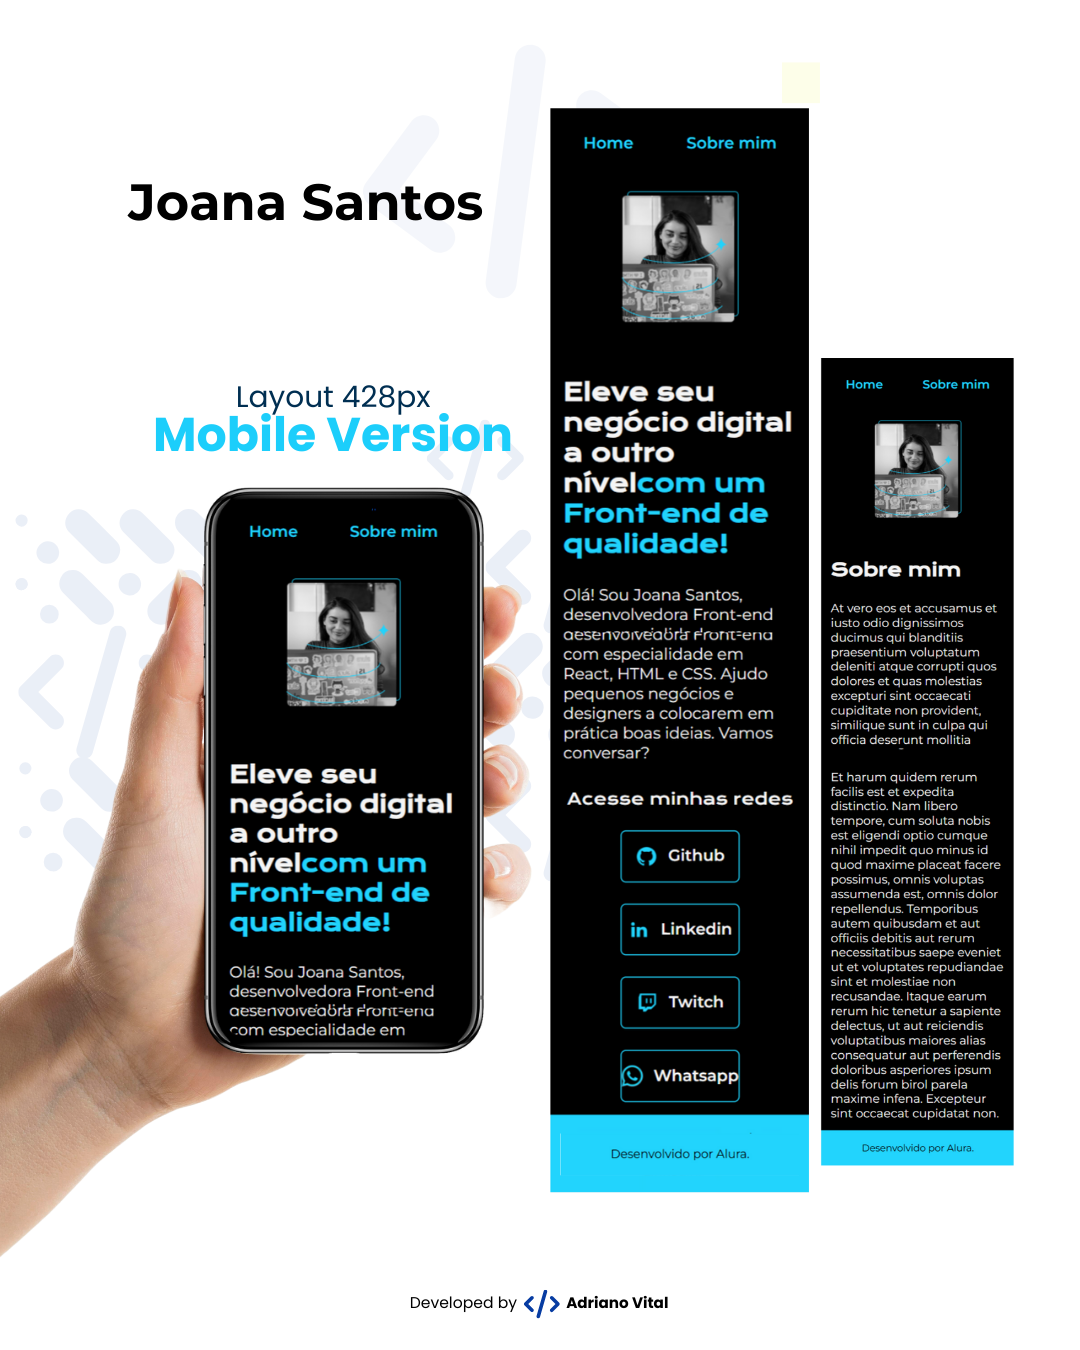 Joana Santos
Layout 428px
Mobile Version
Home Sobre mim
Eleve seu
negócio digital
a outro
nívelcom um
Front-end de
qualidade!
Olá! Sou Joana Santos,
desenvolvedora Front-end
desenvolvedora Front-end
com especialidade em
Home Sobre mim
Eleve seu
negócio digital
a outro
nívelcom um
Front-end de
qualidade!
Olá! Sou Joana Santos,
desenvolvedora Front-end
desenvolvedora Front-end
com especialidade em
React, HTML e CSS. Ajudo
pequenos negócios e
designers a colocarem em
prática boas ideias. Vamos
conversar?
Acesse minhas redes
Github
Linkedin
Twitch
Whatsapp
Desenvolvido por Alura.
Home Sobre mim
Sobre mim
At vero eos et accusamus et
iusto odio dignissimos
ducimus qui blanditiis
praesentium voluptatum
deleniti atque corrupti quos
dolores et quas molestias
excepturi sint occaecati
cupiditate non provident,
similique sunt in culpa qui
officia deserunt mollitia
Et harum quidem rerum
facilis est et expedita
distinctio. Nam libero
tempore, cum soluta nobis
est eligendi optio cumque
nihil impedit quo minus id
quod maxime placeat facere
possimus, omnis voluptas
assumenda est, omnis dolor
repellendus. Temporibus
autem quibusdam et aut
officiis debitis aut rerum
necessitatibus saepe eveniet
ut et voluptates repudiandae
sint et molestiae non
recusandae. Itaque earum
rerum hic tenetur a sapiente
delectus, ut aut reiciendis
voluptatibus maiores alias
consequatur aut perferendis
doloribus asperiores ipsum
delis forum birol parela
maxime infena. Excepteur
sint occaecat cupidatat non.
Desenvolvido por Alura.
Developed by </> Adriano Vital